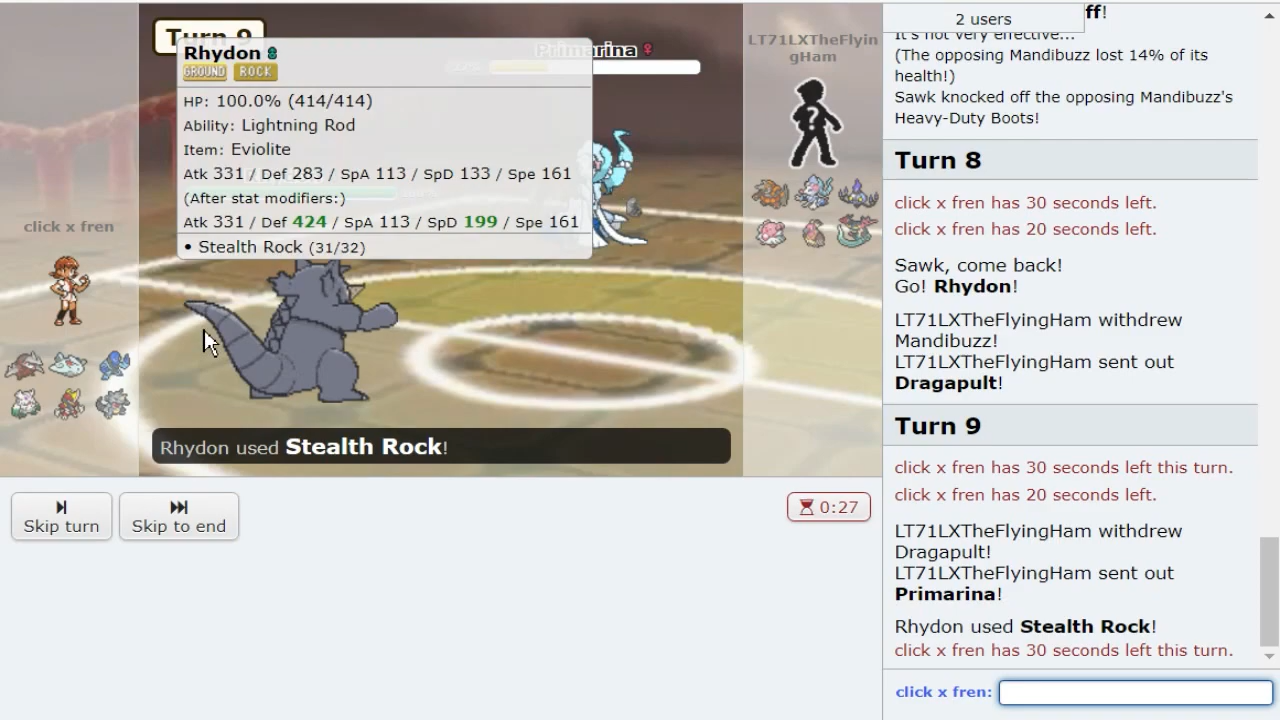 Turn 9
Rhydon
GROUND ROCK
HP: 100.0% (414/414)
Ability: Lightning Rod
Item: Eviolite
Atk 331 / Def 283 / SpA 113 / SpD 133 / Spe 161
(After stat modifiers:)
Atk 331 / Def 424 / SpA 113 / SpD 199 / Spe 161
• Stealth Rock (31/32)
Primarina
click x fren
LT71LXTheFlyin
gHam
Rhydon used Stealth Rock!
Skip turn
Skip to end
0:27
2 users
ff!
It's not very effective...
(The opposing Mandibuzz lost 14% of its
health!)
Sawk knocked off the opposing Mandibuzz's
Heavy-Duty Boots!
Turn 8
click x fren has 30 seconds left.
click x fren has 20 seconds left.
Sawk, come back!
Go! Rhydon!
LT71LXTheFlyingHam withdrew
Mandibuzz!
LT71LXTheFlyingHam sent out
Dragapult!
Turn 9
click x fren has 30 seconds left this turn.
click x fren has 20 seconds left.
LT71LXTheFlyingHam withdrew
Dragapult!
LT71LXTheFlyingHam sent out
Primarina!
Rhydon used Stealth Rock!
click x fren has 30 seconds left this turn.
click x fren: